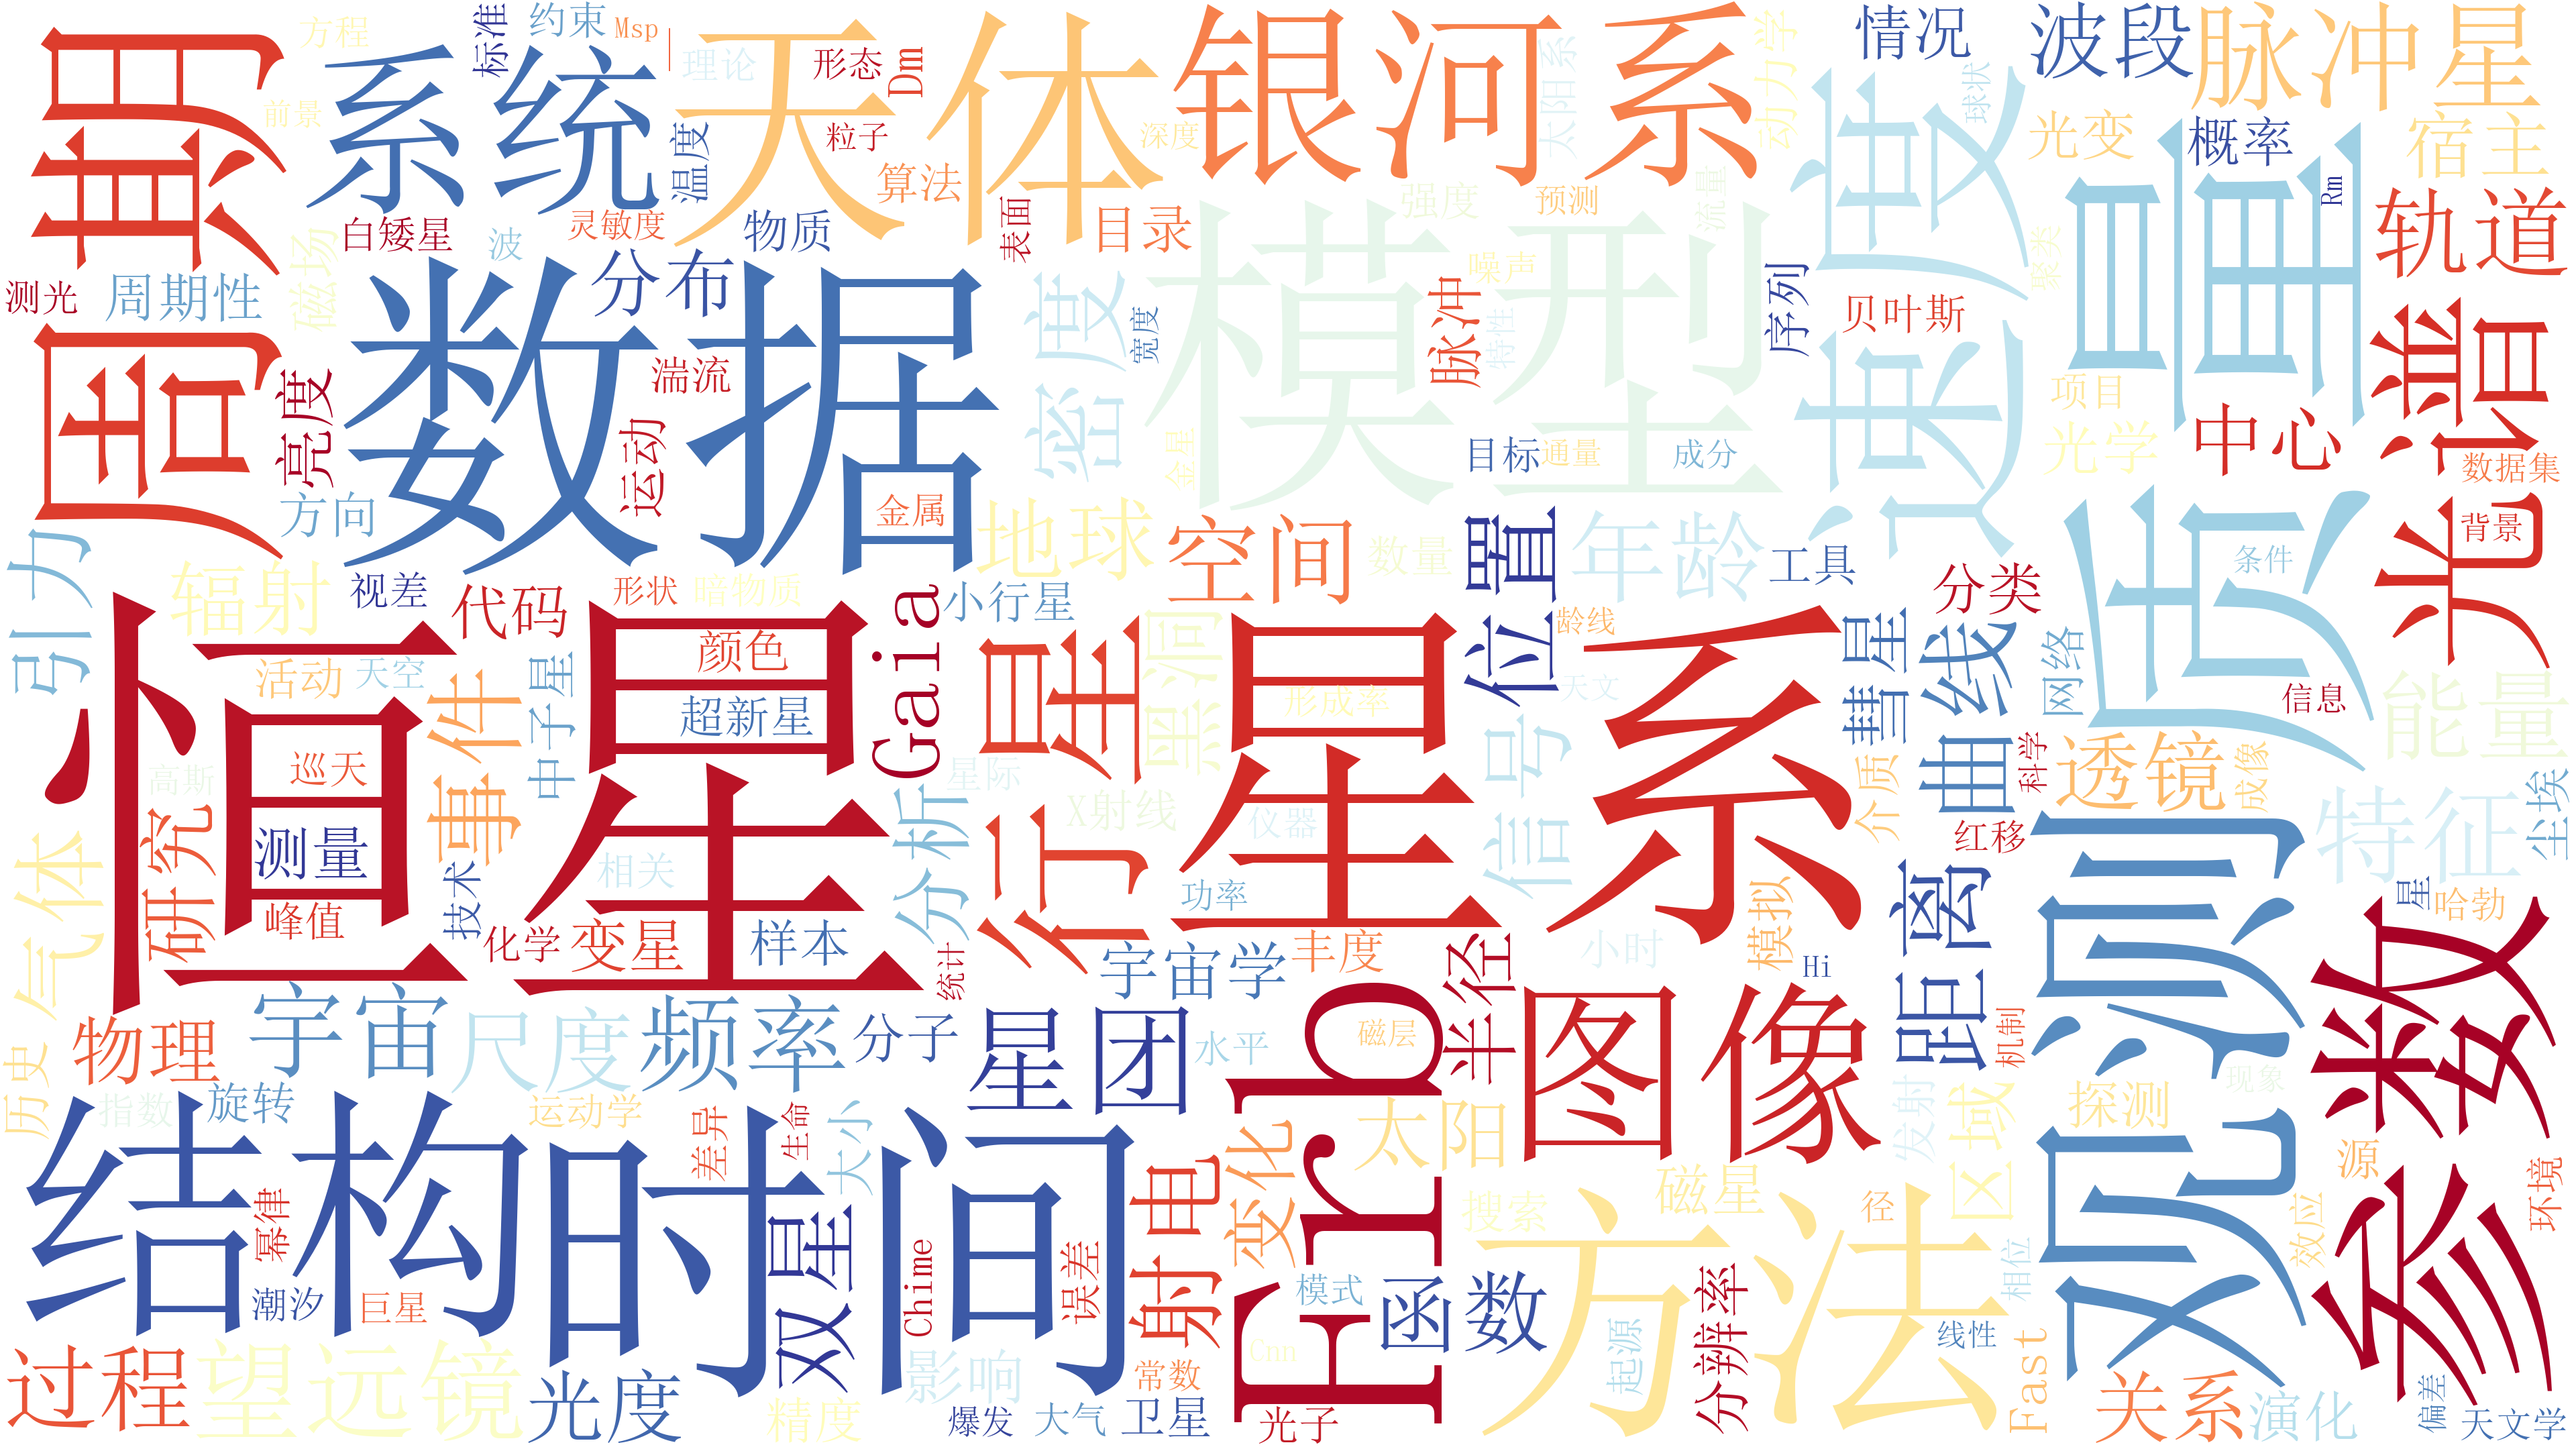 周期
系统
天体
银河系
脉冲星
波段
情况
方程
约束
标准
Msp
理论
形态
Dm
太阳系
动力学
球状
光变
概率
宿主
前景
温度
粒子
算法
深度
Rm
白矮星
波
灵敏度
物质
表面
目录
强度
预测
流量
速度
质量
轨道
测光
周期性
磁场
数据
分布
密度
模型
噪声
脉冲
特性
序列
贝叶斯
聚类
光谱
亮度
湍流
宽度
项目
光学
中心
数据集
方向
运动
金属
金星
目标
通量
成分
引力
辐射
视差
代码
形状
暗物质
Gaia
小行星
地球
空间
数量
位置
年龄
工具
分类
条件
背景
恒星
颜色
超新星
行星
黑洞
星系
形成率
天文
龄线
彗星
曲线
网络
信息
能量
活动
天空
事件
中子星
巡天
高斯
星际
X射线
仪器
信号
介质
科学
透镜
成像
特征
尘埃
气体
研究
测量
峰值
技术
相关
分析
功率
红移
观测
星
哈勃
化学
变星
样本
统计
宇宙学
丰度
半径
小时
模拟
Hi
距离
参数
历史
物理
宇宙
尺度
频率
分子
星团
水平
Frb
磁层
图像
机制
发射
区域
探测
现象
指数
旋转
运动学
差异
生命
大小
射电
变化
太阳
源
环境
结构
时间
幂律
潮汐
巨星
双星
Chime
误差
搜索
磁星
方法
径
相位
效应
模式
函数
过程
望远镜
光度
精度
影响
常数
Cnn
起源
分辨率
线性
Fast
关系
演化
偏差
爆发
大气
卫星
光子
天文学